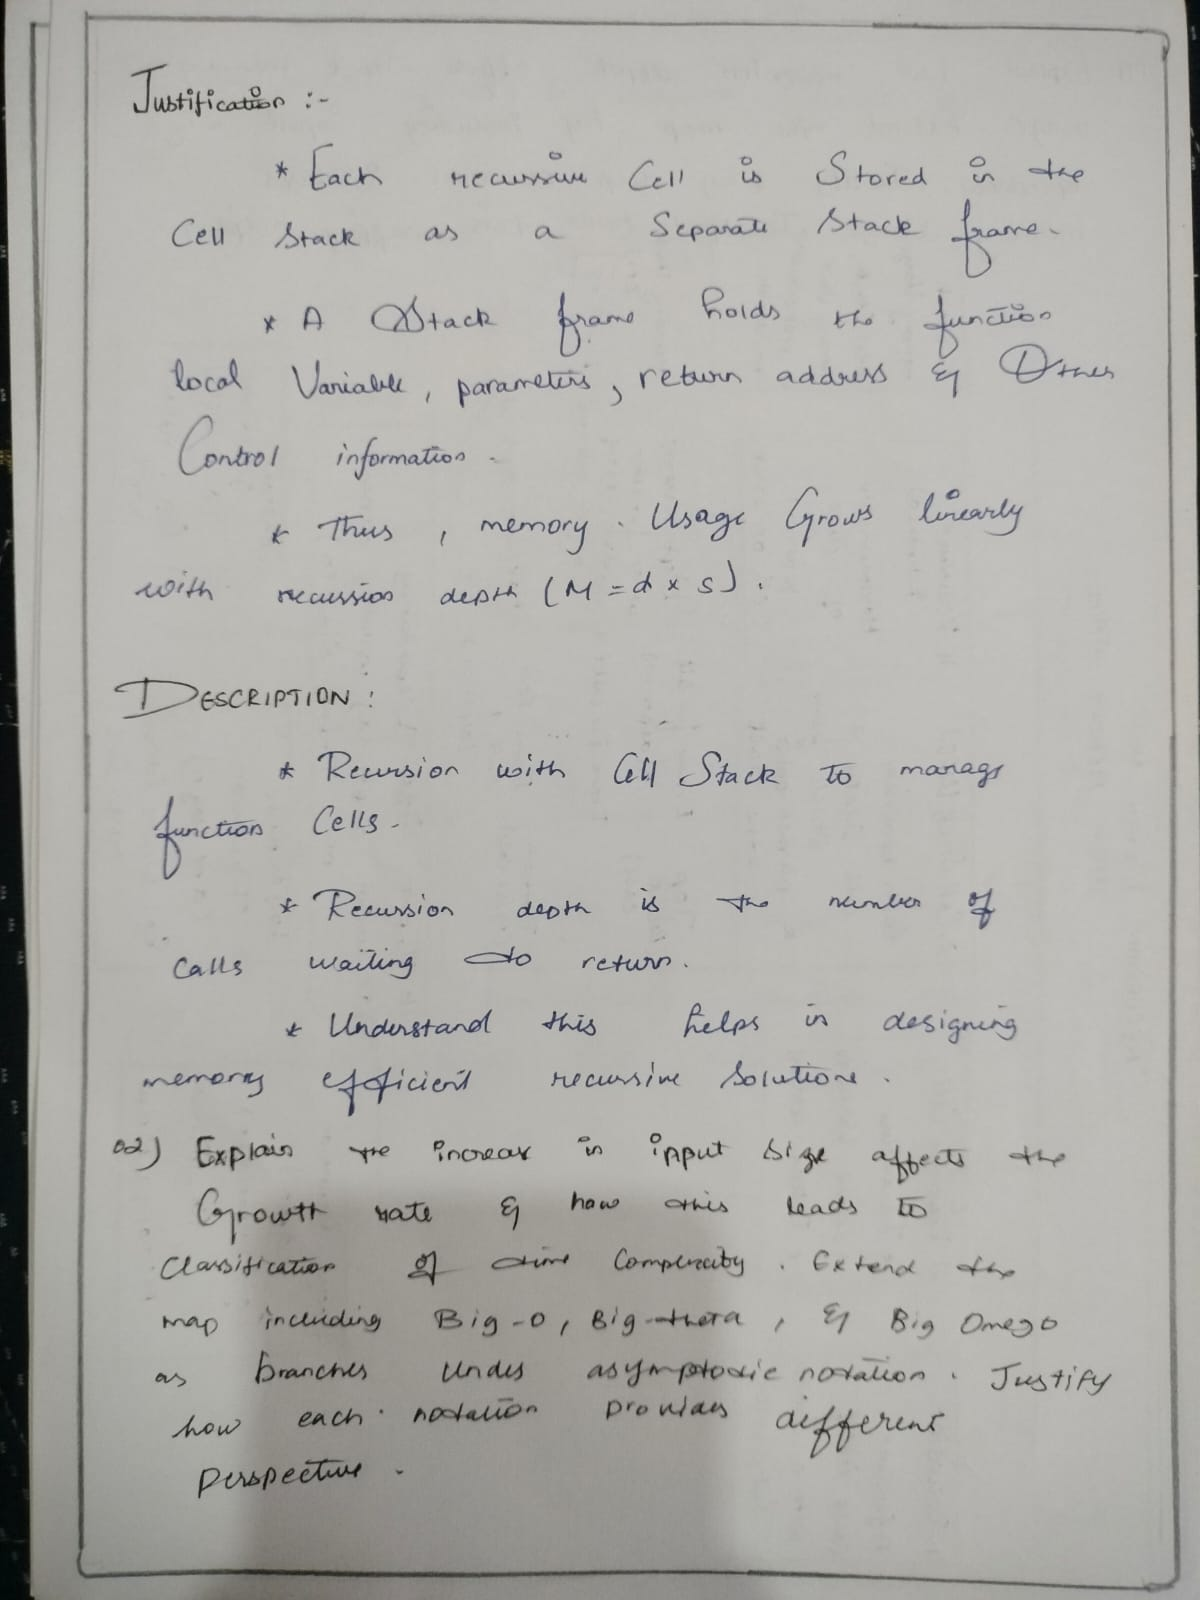 Justification :-
* Each recursive Cell is Stored in the
Cell Stack as a Separate Stack frame.
* A Stack frame holds the function
local Variable, parameters, return address & Other
Control information.
* Thus, memory. Usage Grows linearly
with recursion depth (M = d x s).
DESCRIPTION :
* Recursion with Cell Stack to manage
function Cells.
* Recursion depth is the number of
calls waiting to return.
* Understand this helps in designing
memory efficient recursive Solution.
02) Explain the increase in input size affects the
Growth rate & how this leads to
Classification of time Complexity. Extend the
map including Big-O, Big-theta, & Big Omega
as branches Under asymptotic notation. Justify
how each notation provides different
perspective.